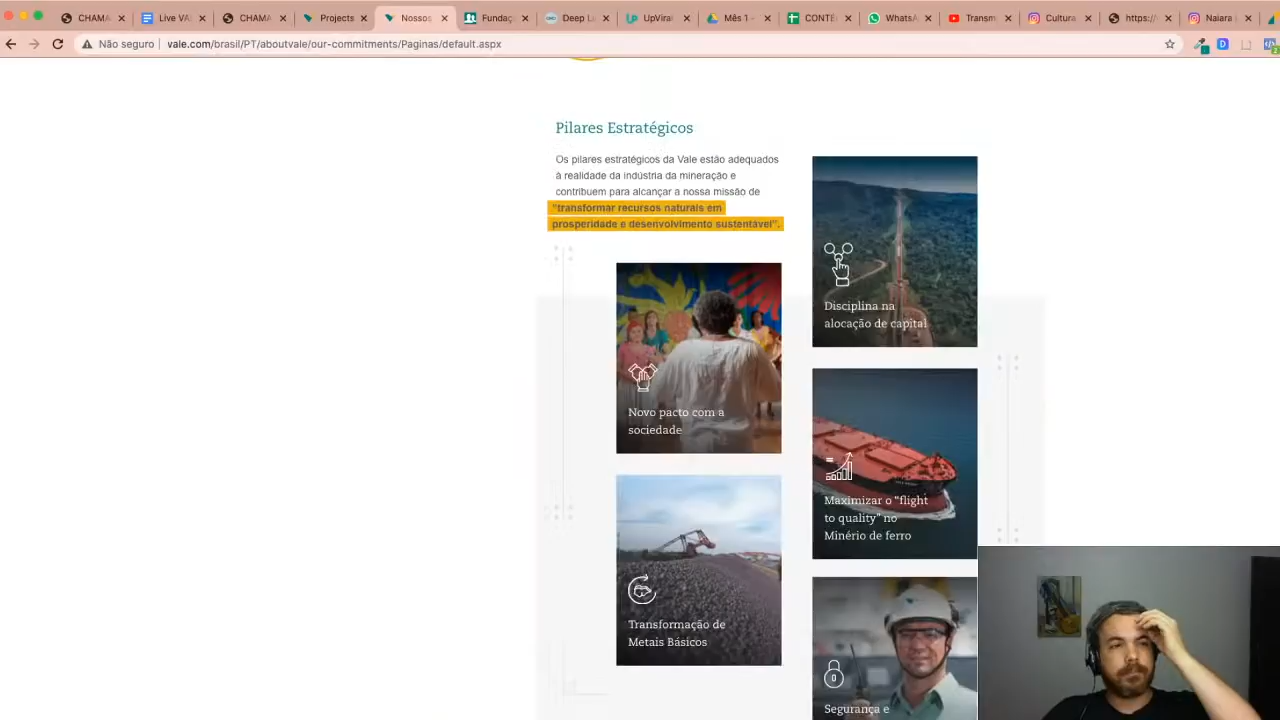 CHAM
Live VA
CHAMA
Projects
Nossos
Fundaç
Deep L
UpViral
Mês 1 -
CONTE
WhatsA
Transm
Cultura
https:/
Naiara
Não seguro
vale.com/brasil/PT/aboutvale/our-commitments/Paginas/default.aspx
Pilares Estratégicos
Os pilares estratégicos da Vale estão adequados
à realidade da indústria da mineração e
contribuem para alcançar a nossa missão de
"transformar recursos naturais em
prosperidade e desenvolvimento sustentável".
Disciplina na
alocação de capital
Novo pacto com a
sociedade
Maximizar o "flight
to quality" no
Minério de ferro
Transformação de
Metais Básicos
Segurança e